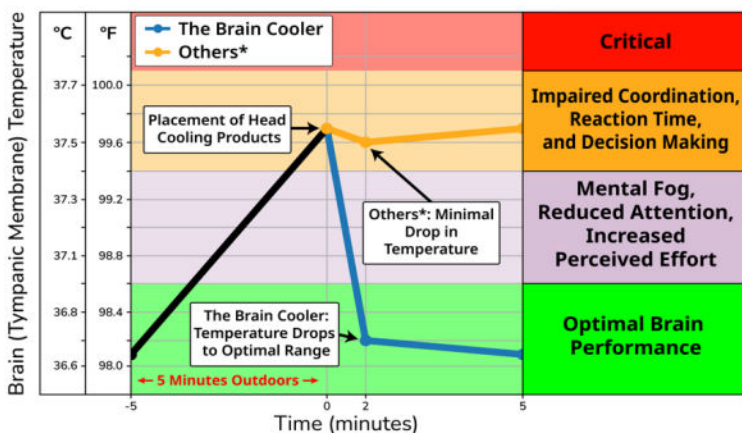 °C
°F
The Brain Cooler
Others*
Critical
37.7
100.0
Impaired Coordination,
Reaction Time,
and Decision Making
Placement of Head
Cooling Products
37.5
99.6
37.3
99.2
Mental Fog,
Reduced Attention,
Increased
Perceived Effort
Others*: Minimal
Drop in
Temperature
37.1
98.8
36.8
98.4
The Brain Cooler:
Temperature Drops
to Optimal Range
Optimal Brain
Performance
36.6
98.0
5 Minutes Outdoors
-5
0
2
5
Time (minutes)
Brain (Tympanic Membrane) Temperature